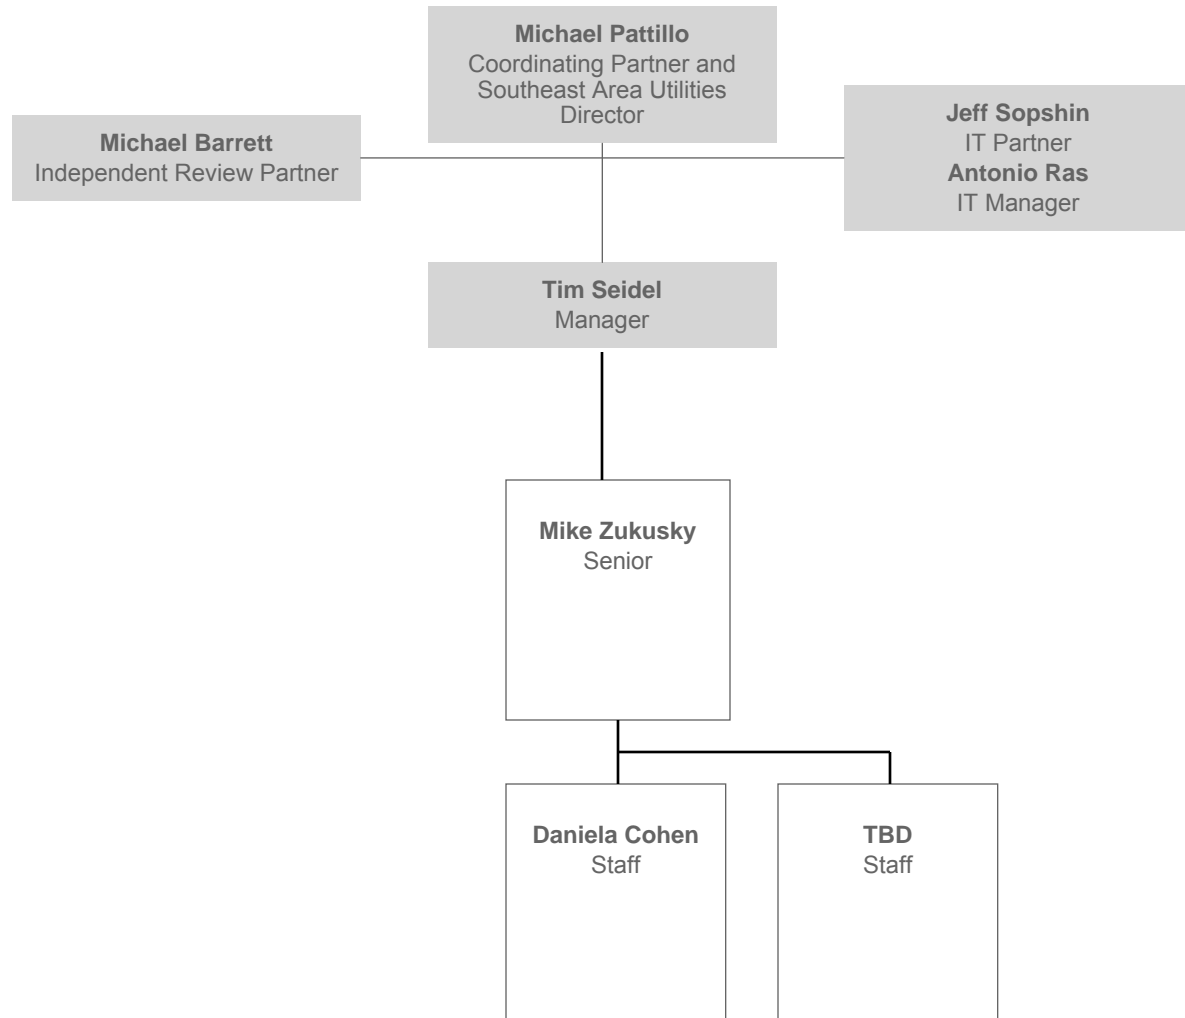 Michael Pattillo
Coordinating Partner and
Southeast Area Utilities
Director
Michael Barrett
Independent Review Partner
Jeff Sopshin
IT Partner
Antonio Ras
IT Manager
Tim Seidel
Manager
Mike Zukusky
Senior
Daniela Cohen
Staff
TBD
Staff